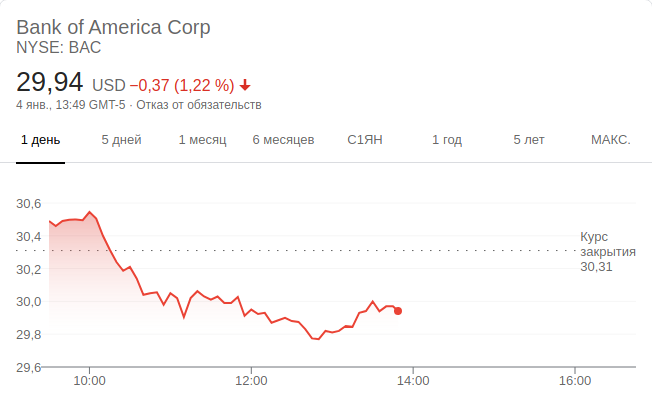 Bank of America Corp
NYSE: BAC
29,94 USD −0,37 (1,22 %)
4 янв., 13:49 GMT-5 · Отказ от обязательств
1 день 5 дней 1 месяц 6 месяцев С1ЯН 1 год 5 лет МАКС.
30,6
30,4
30,2
30,0
29,8
29,6
Курс
закрытия
30,31
10:00 12:00 14:00 16:00